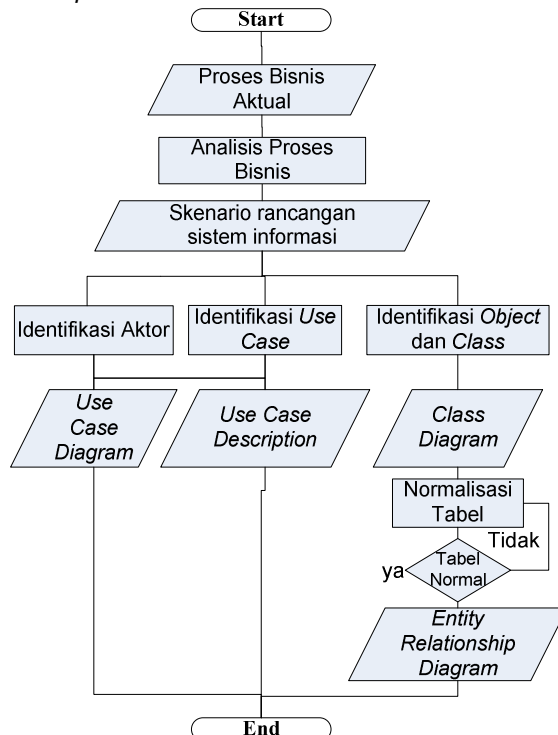 Start
Proses Bisnis
Aktual
Analisis Proses
Bisnis
Skenario rancangan
sistem informasi
Identifikasi Aktor
Identifikasi Use
Case
Identifikasi Object
dan Class
Use
Case
Diagram
Use Case
Description
Class
Diagram
Normalisasi
Tabel
Tidak
Tabel
Normal
ya
Entity
Relationship
Diagram
End